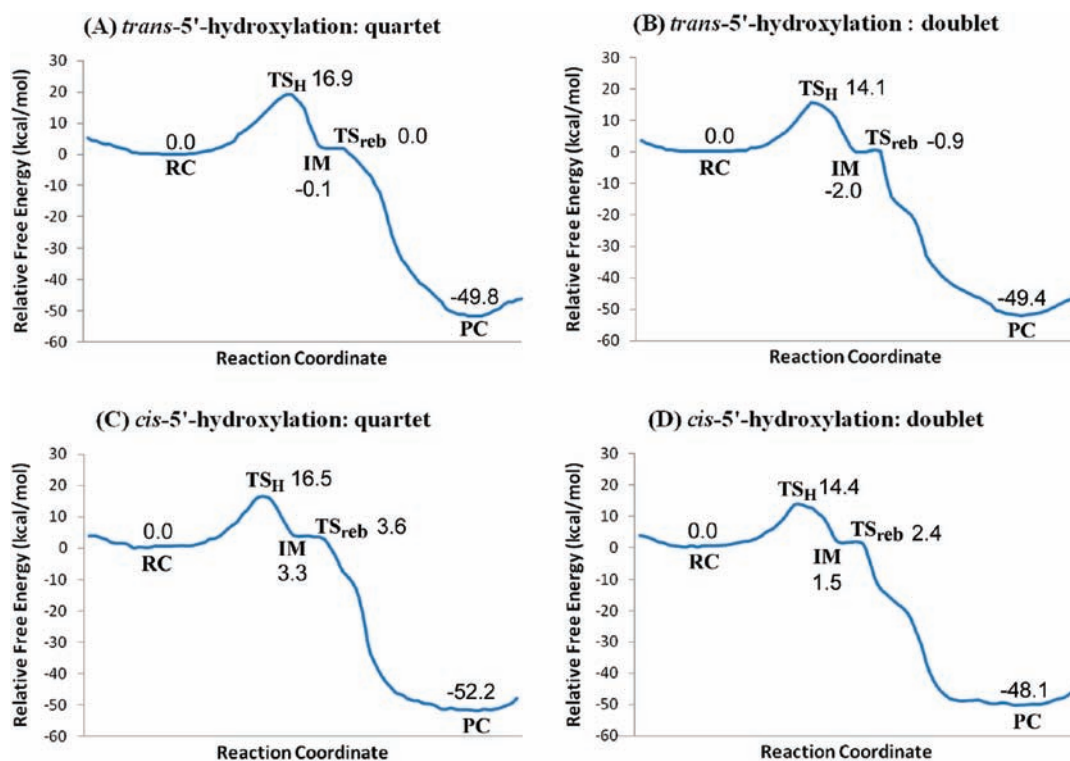 (A) trans-5'-hydroxylation: quartet
Relative Free Energy (kcal/mol)
30
20
10
0
-10
-20
-30
-40
-50
-60
TSH 16.9
0.0
RC
TSreb 0.0
IM
-0.1
-49.8
PC
Reaction Coordinate
(B) trans-5'-hydroxylation : doublet
Relative Free Energy (kcal/mol)
30
20
10
0
-10
-20
-30
-40
-50
-60
TSH 14.1
0.0
RC
TSreb -0.9
IM
-2.0
-49.4
PC
Reaction Coordinate
(C) cis-5'-hydroxylation: quartet
Relative Free Energy (kcal/mol)
30
20
10
0
-10
-20
-30
-40
-50
-60
TSH 16.5
0.0
RC
TSreb 3.6
IM
3.3
-52.2
PC
Reaction Coordinate
(D) cis-5'-hydroxylation: doublet
Relative Free Energy (kcal/mol)
30
20
10
0
-10
-20
-30
-40
-50
-60
TSH 14.4
0.0
RC
TSreb 2.4
IM
1.5
-48.1
PC
Reaction Coordinate